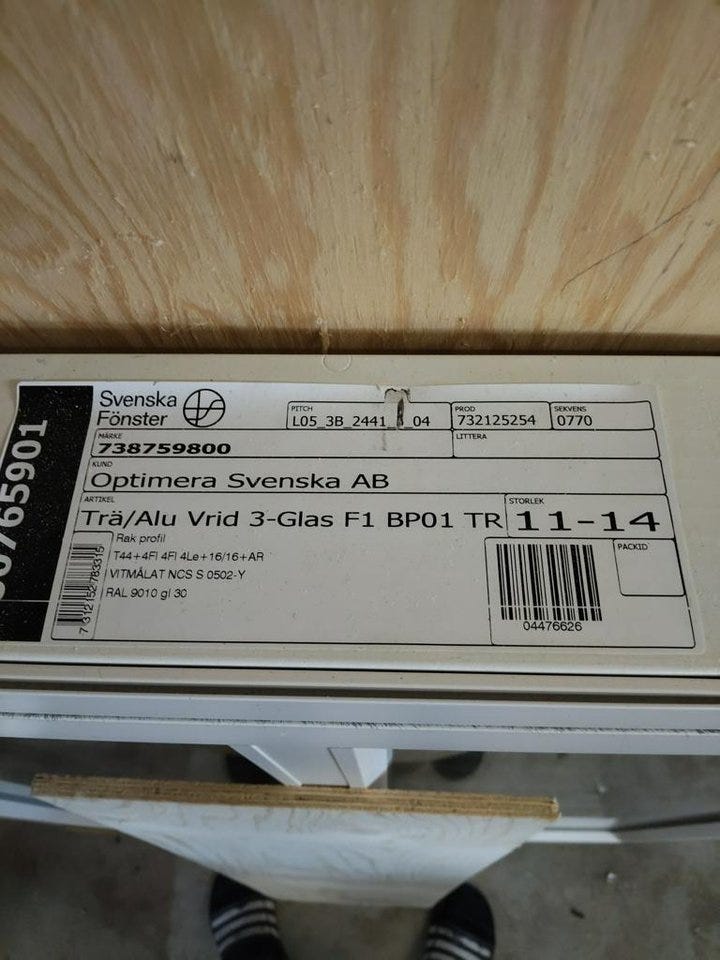 Svenska
Fönster
PITCH
PROD
732125254
SEKVENS
0770
MÄRKE
738759800
LITTERA
KUND
Optimera Svenska AB
ARTIKEL
Trä/Alu Vrid 3-Glas F1 BP01 TR
STORLEK
11-14
Rak profil
T44+4Fl 4Fl 4Le+16/16+AR
VITMÅLAT NCS S 0502-Y
RAL 9010 gl 30
PACKID
04476626